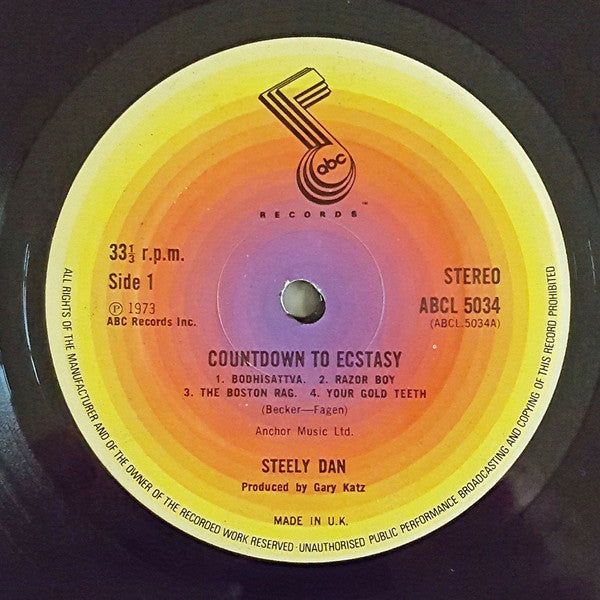 abc
RECORDS ™
33⅓ r.p.m.
Side 1
Ⓟ 1973
ABC Records Inc.
STEREO
ABCL 5034
(ABCL.5034A)
COUNTDOWN TO ECSTASY
1. BODHISATTVA. 2. RAZOR BOY
3. THE BOSTON RAG. 4. YOUR GOLD TEETH
(Becker—Fagen)
Anchor Music Ltd.
STEELY DAN
Produced by Gary Katz
MADE IN U.K.
ALL RIGHTS OF THE MANUFACTURER AND OF THE OWNER OF THE RECORDED WORK RESERVED · UNAUTHORISED PUBLIC PERFORMANCE BROADCASTING AND COPYING OF THIS RECORD PROHIBITED